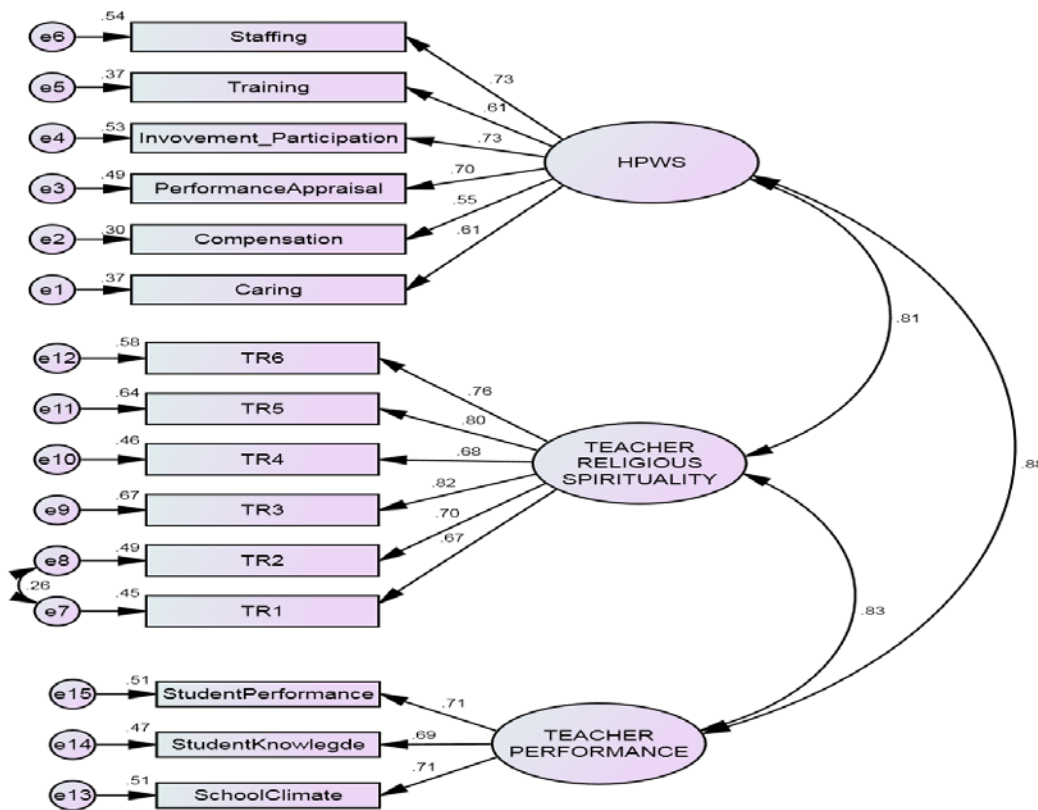 .54
e6
Staffing
.73
.37
e5
Training
.61
.53
e4
Invovement_Participation
.73
HPWS
.49
e3
PerformanceAppraisal
.70
.30
e2
Compensation
.55
.37
e1
Caring
.61
.81
.58
e12
TR6
.76
.64
e11
TR5
.80
.46
e10
TR4
.68
TEACHER
RELIGIOUS
SPIRITUALITY
.67
e9
TR3
.82
.49
e8
TR2
.70
.26
.45
e7
TR1
.67
.83
.51
e15
StudentPerformance
.71
.47
e14
StudentKnowlegde
.69
TEACHER
PERFORMANCE
.51
e13
SchoolClimate
.71